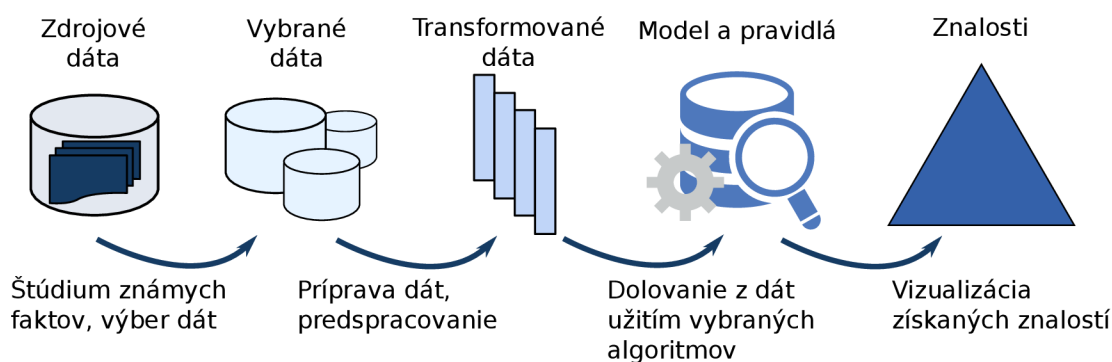 Zdrojové
dáta
Vybrané
dáta
Transformované
dáta
Model a pravidlá
Znalosti
Štúdium známych
faktov, výber dát
Príprava dát,
predspracovanie
Dolovanie z dát
užitím vybraných
algoritmov
Vizualizácia
získaných znalostí